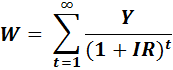 W = ∑_{t=1}^{∞} Y / (1 + IR)^t